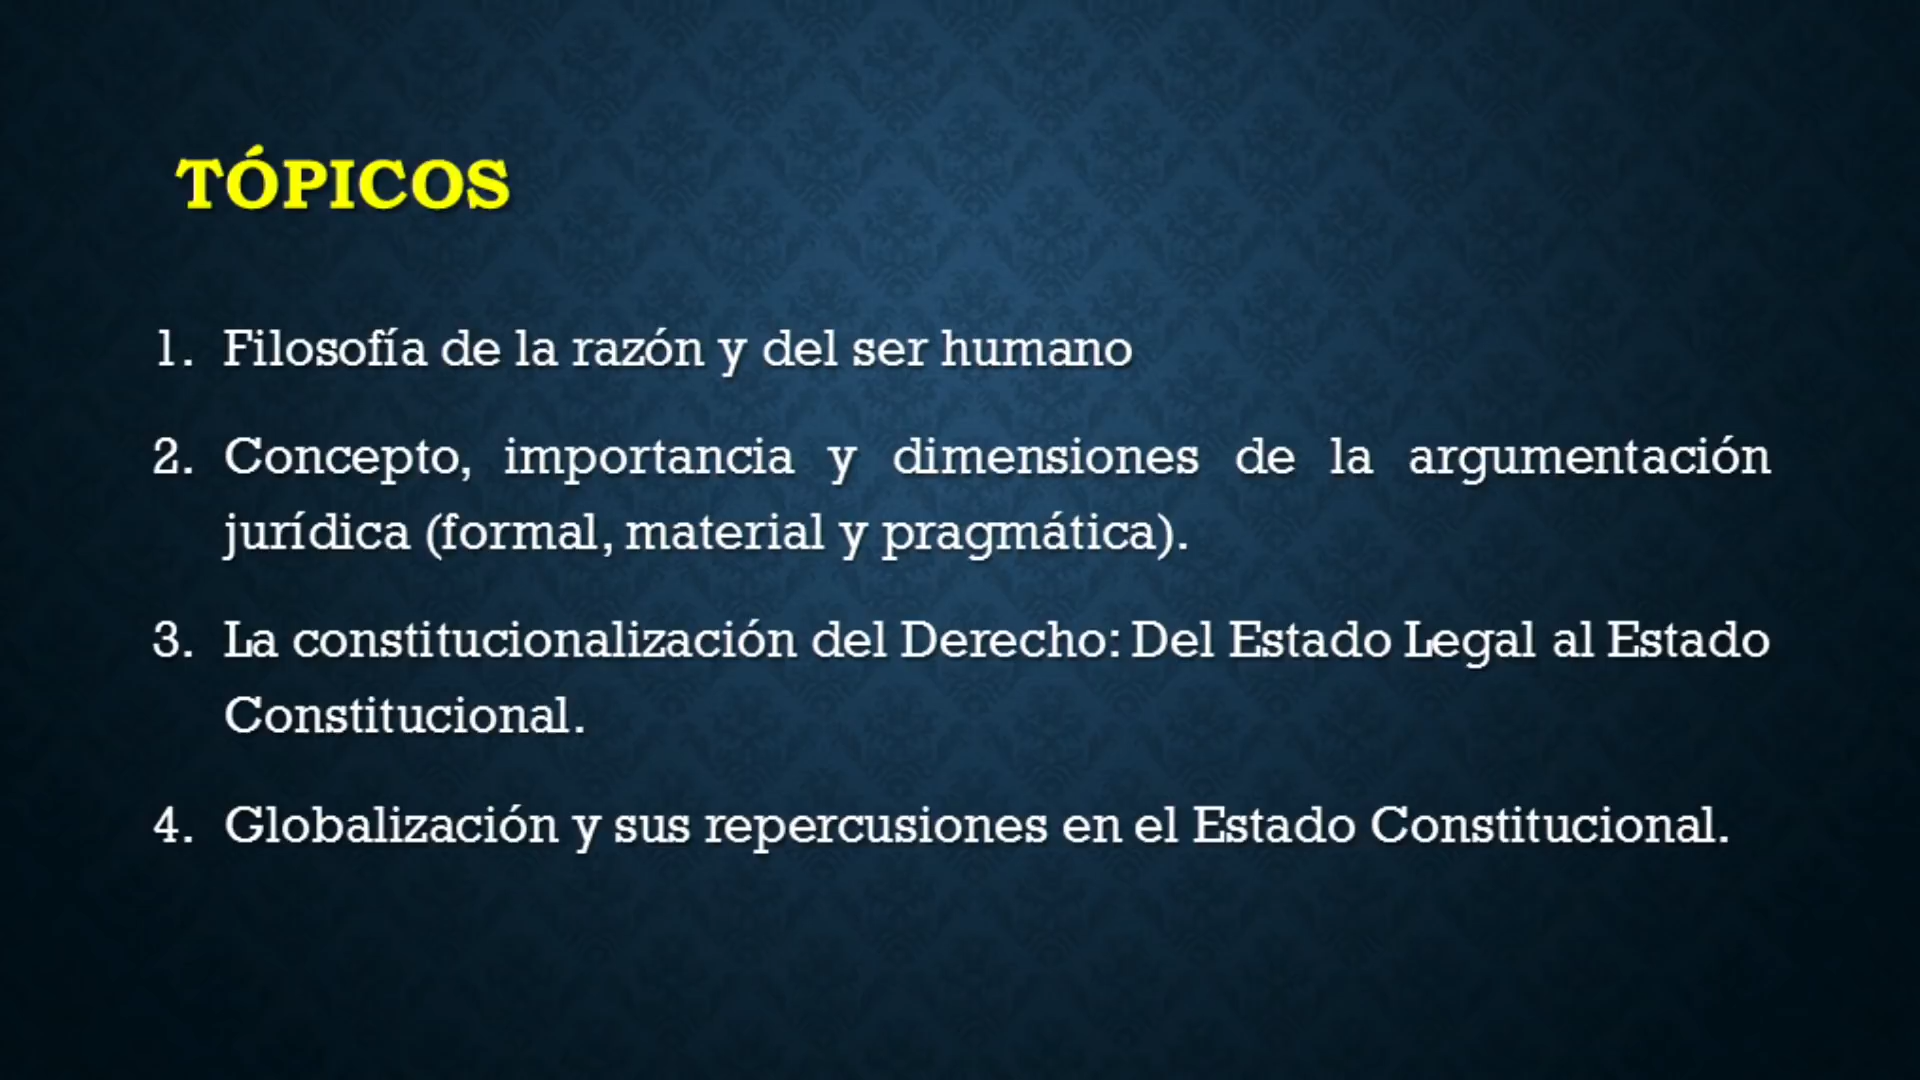 TÓPICOS
1. Filosofía de la razón y del ser humano
2. Concepto, importancia y dimensiones de la argumentación
jurídica (formal, material y pragmática).
3. La constitucionalización del Derecho: Del Estado Legal al Estado
Constitucional.
4. Globalización y sus repercusiones en el Estado Constitucional.